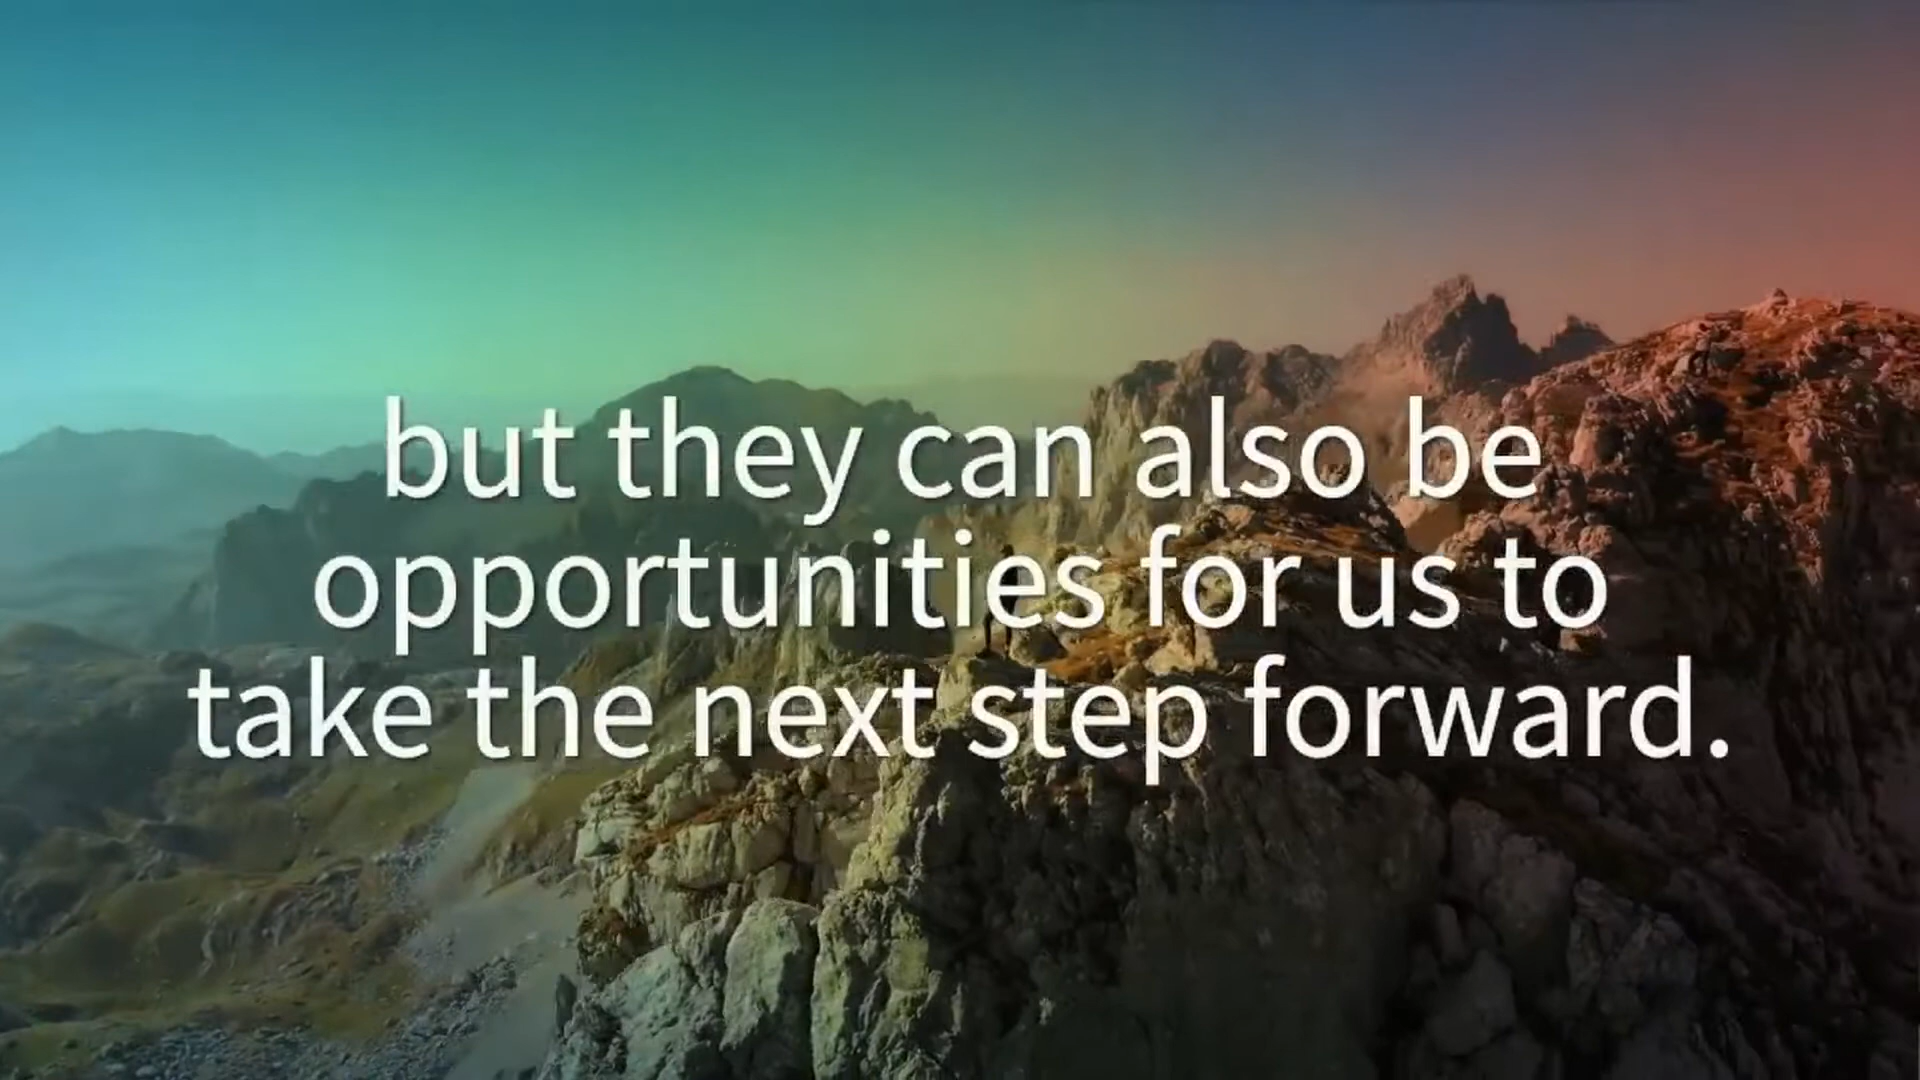 but they can also be
opportunities for us to
take the next step forward.